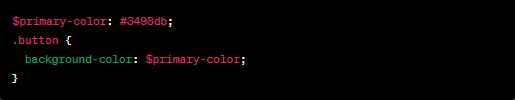 $primary-color: #3498db;
.button {
  background-color: $primary-color;
}